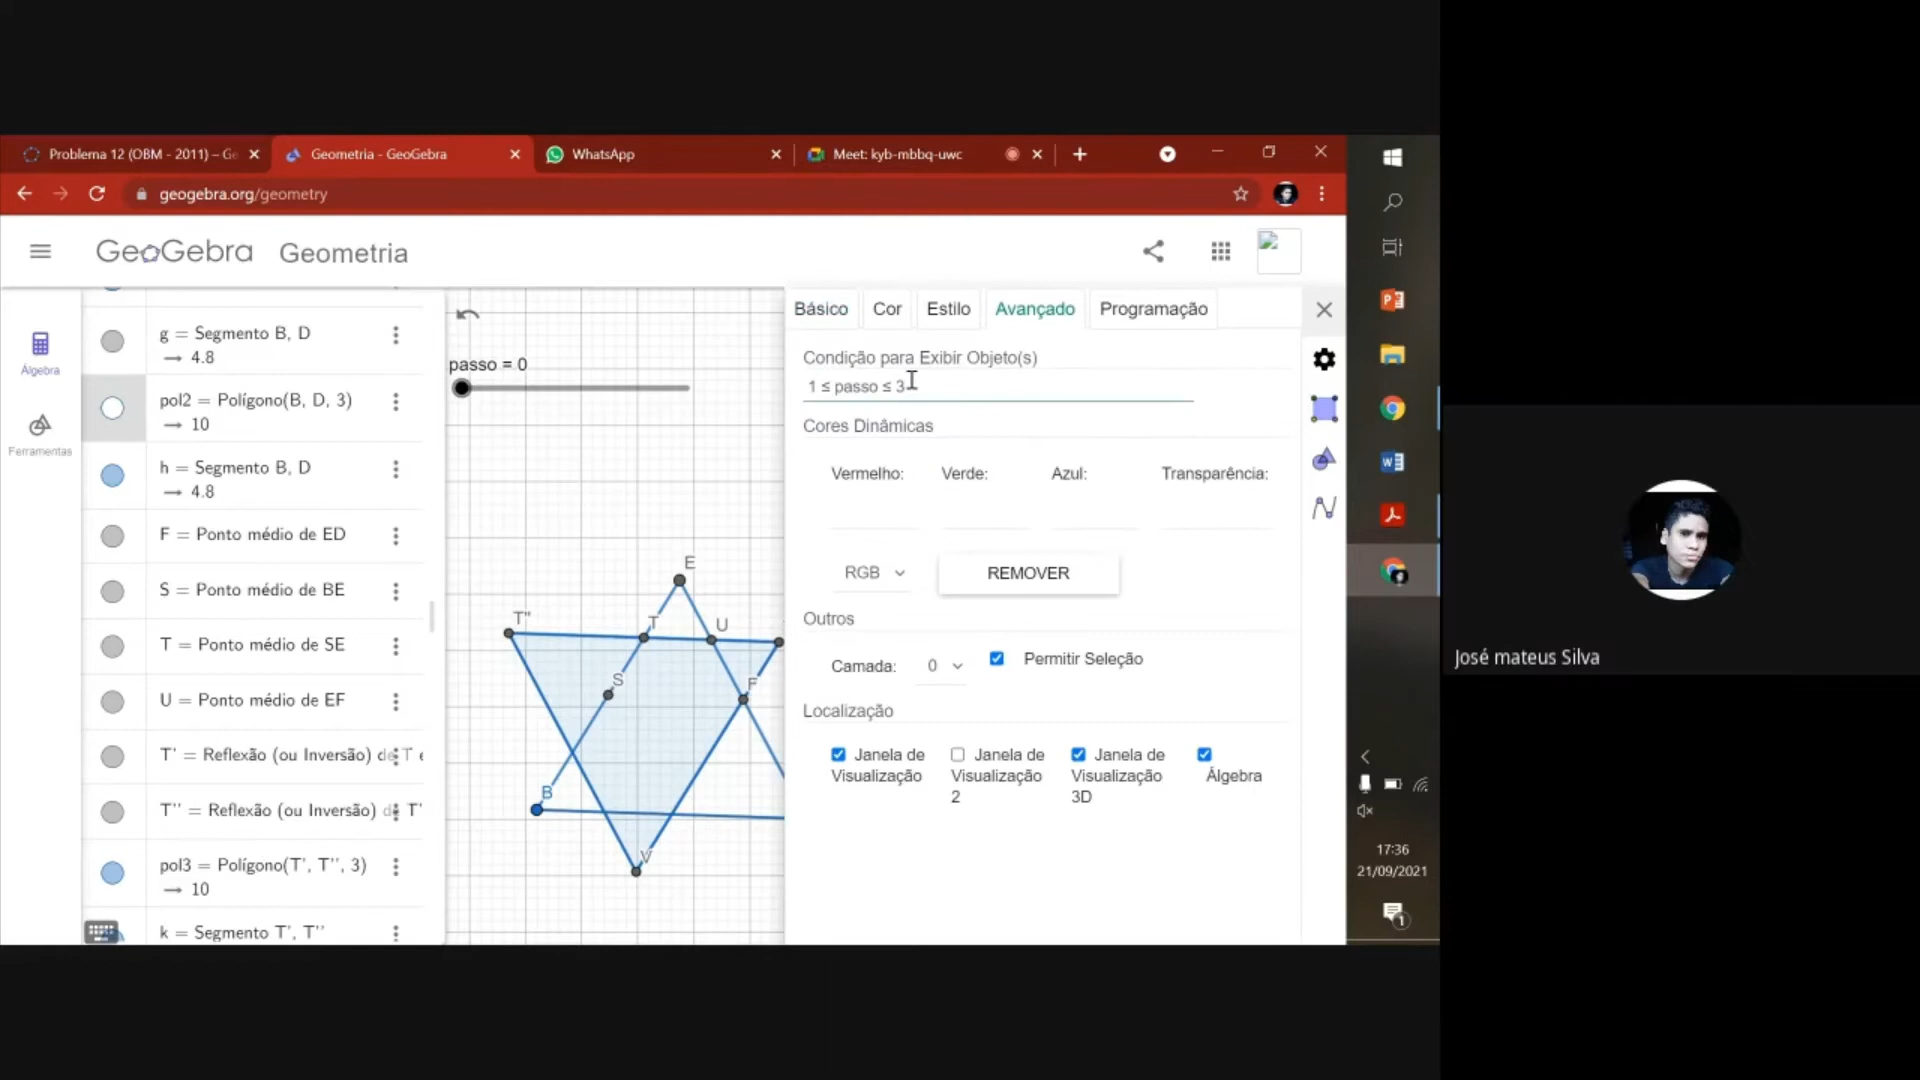 Problema 12 (OBM - 2011) – Ge
Geometria - GeoGebra
WhatsApp
Meet: kyb-mbbq-uwc
geogebra.org/geometry
GeoGebra
Geometria
Álgebra
Ferramentas
g = Segmento B, D
→ 4.8
pol2 = Polígono(B, D, 3)
→ 10
h = Segmento B, D
→ 4.8
F = Ponto médio de ED
S = Ponto médio de BE
T = Ponto médio de SE
U = Ponto médio de EF
T' = Reflexão (ou Inversão) de T e
T'' = Reflexão (ou Inversão) de T'
pol3 = Polígono(T', T'', 3)
→ 10
k = Segmento T', T''
passo = 0
E
T''
T
U
S
F
B
V
Básico
Cor
Estilo
Avançado
Programação
Condição para Exibir Objeto(s)
1 ≤ passo ≤ 3
Cores Dinâmicas
Vermelho:
Verde:
Azul:
Transparência:
RGB
REMOVER
Outros
Camada:
0
Permitir Seleção
Localização
Janela de
Visualização
Janela de
Visualização
2
Janela de
Visualização
3D
Álgebra
17:36
21/09/2021
1
José mateus Silva